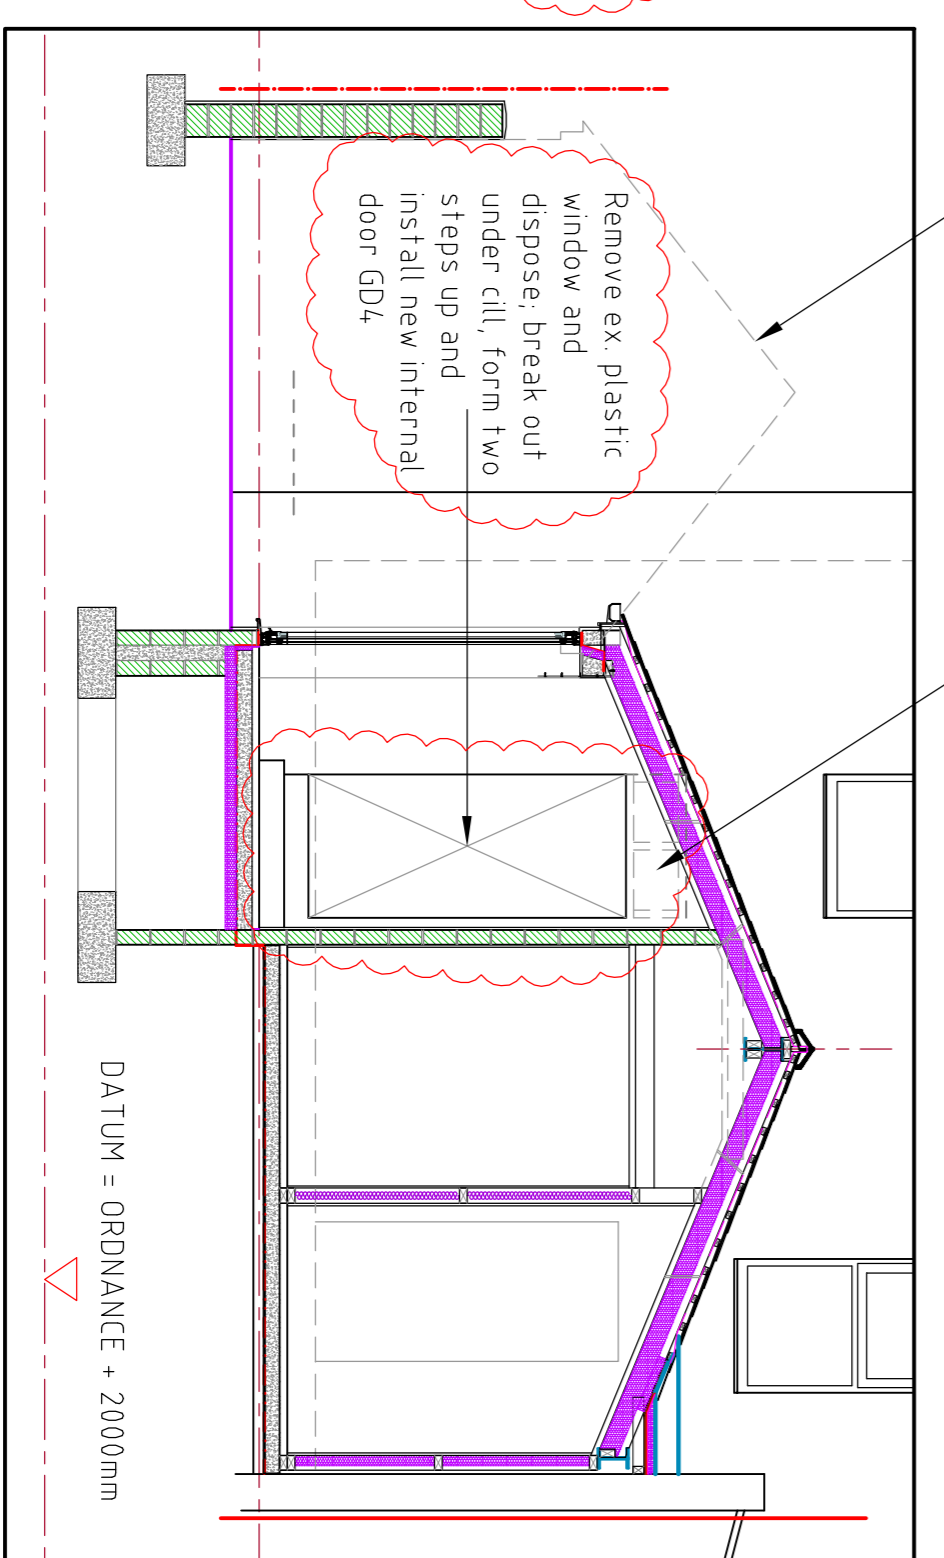 Remove ex. plastic
window and
dispose; break out
under cill, form two
steps up and
install new internal
door GD4
DATUM = ORDNANCE + 2000mm